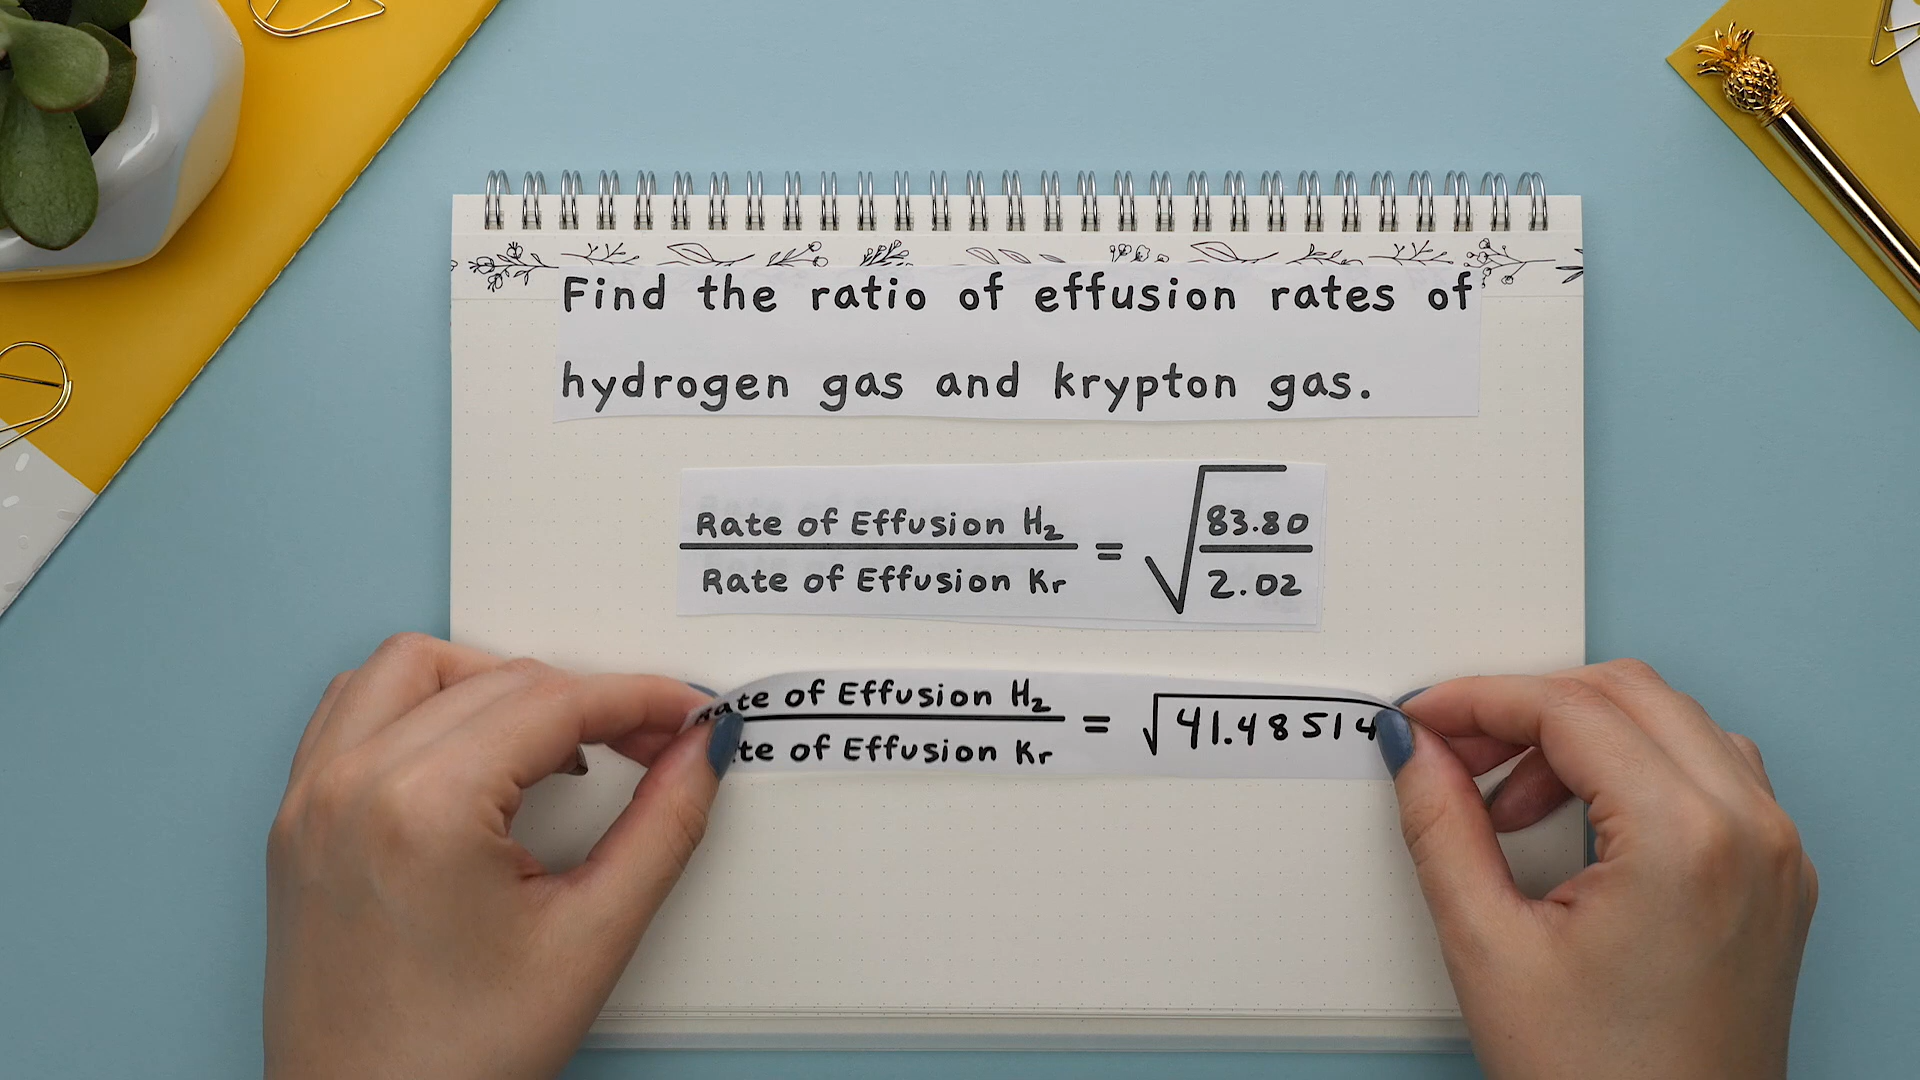 Find the ratio of effusion rates of
hydrogen gas and krypton gas.
Rate of Effusion H₂
Rate of Effusion Kr
= √
83.80
2.02
ate of Effusion H₂
te of Effusion Kr
= √41.48514